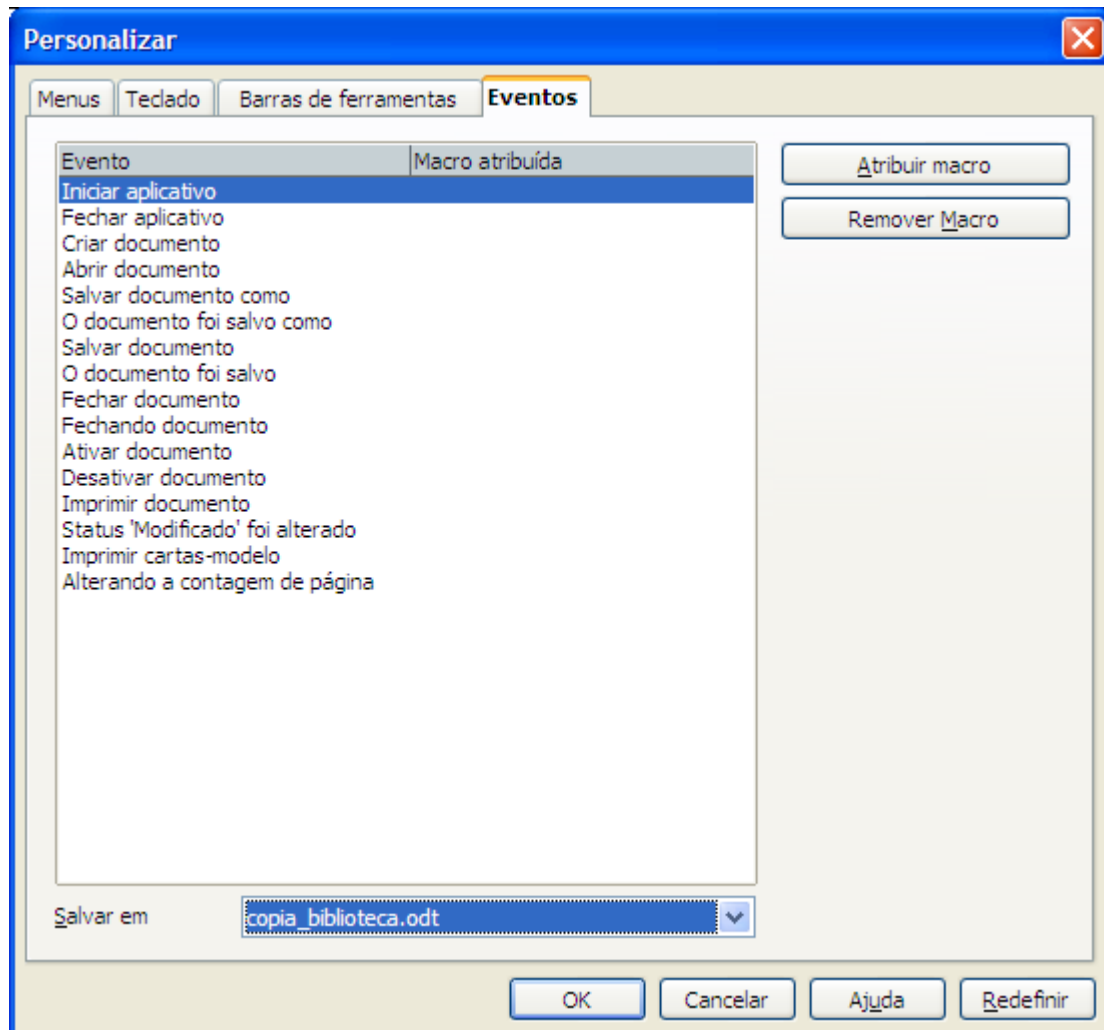 Personalizar
Menus Teclado Barras de ferramentas Eventos
Evento Macro atribuída
Atribuir macro
Iniciar aplicativo
Remover Macro
Fechar aplicativo
Criar documento
Abrir documento
Salvar documento como
O documento foi salvo como
Salvar documento
O documento foi salvo
Fechar documento
Fechando documento
Ativar documento
Desativar documento
Imprimir documento
Status 'Modificado' foi alterado
Imprimir cartas-modelo
Alterando a contagem de página
Salvar em copia_biblioteca.odt
OK Cancelar Ajuda Redefinir